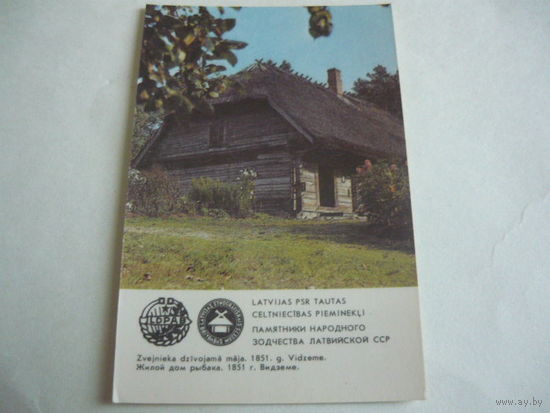 LATVIJAS PSR TAUTAS
CELTNIECĪBAS PIEMINEKĻI
ПАМЯТНИКИ НАРОДНОГО
ЗОДЧЕСТВА ЛАТВИЙСКОЙ ССР
Zvejnieka dzīvojamā māja. 1851. g. Vidzeme.
Жилой дом рыбака. 1851 г. Видземе.
www.ay.by